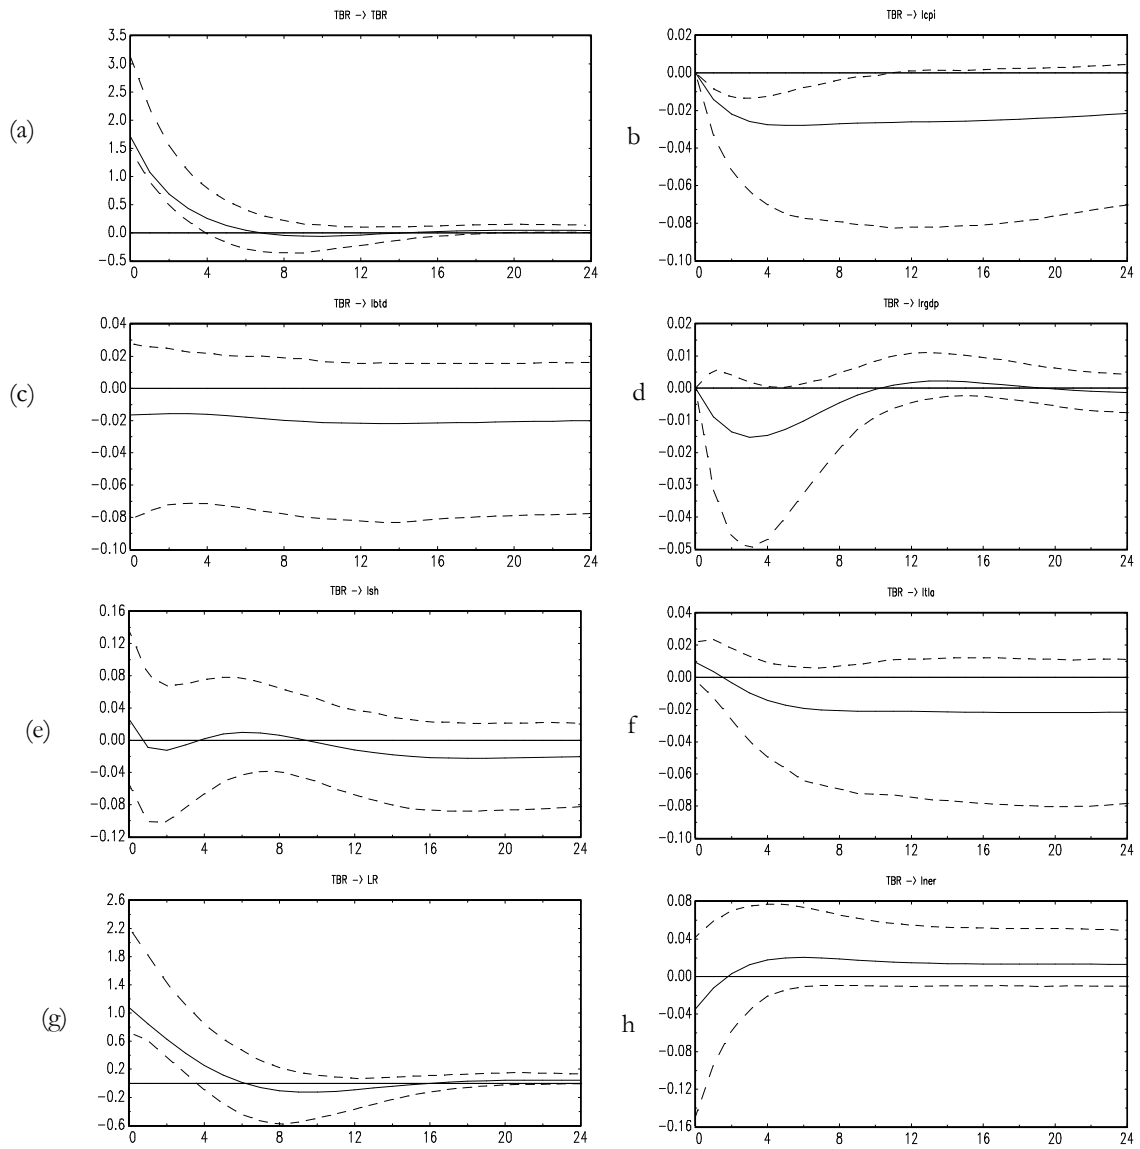 TBR -> TBR
(a)
3.5
3.0
2.5
2.0
1.5
1.0
0.5
0.0
−0.5
0 4 8 12 16 20 24
TBR -> lcpi
b
0.02
0.00
−0.02
−0.04
−0.06
−0.08
−0.10
0 4 8 12 16 20 24
TBR -> lbtd
(c)
0.04
0.02
0.00
−0.02
−0.04
−0.06
−0.08
−0.10
0 4 8 12 16 20 24
TBR -> lrgdp
d
0.02
0.01
0.00
−0.01
−0.02
−0.03
−0.04
−0.05
0 4 8 12 16 20 24
TBR -> lsh
(e)
0.16
0.12
0.08
0.04
0.00
−0.04
−0.08
−0.12
0 4 8 12 16 20 24
TBR -> ltla
f
0.04
0.02
0.00
−0.02
−0.04
−0.06
−0.08
−0.10
0 4 8 12 16 20 24
TBR -> LR
(g)
2.6
2.2
1.8
1.4
1.0
0.6
0.2
−0.2
−0.6
0 4 8 12 16 20 24
TBR -> lner
h
0.08
0.04
0.00
−0.04
−0.08
−0.12
−0.16
0 4 8 12 16 20 24